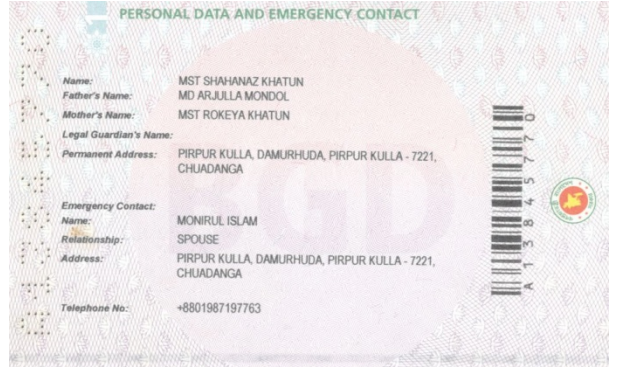 PERSONAL DATA AND EMERGENCY CONTACT
Name: MST SHAHANAZ KHATUN
Father's Name: MD ARJULLA MONDOL
Mother's Name: MST ROKEYA KHATUN
Legal Guardian's Name:
Permanent Address: PIRPUR KULLA, DAMURHUDA, PIRPUR KULLA - 7221,
CHUADANGA
Emergency Contact:
Name: MONIRUL ISLAM
Relationship: SPOUSE
Address: PIRPUR KULLA, DAMURHUDA, PIRPUR KULLA - 7221,
CHUADANGA
Telephone No: +8801987197763
BGD
A13845770